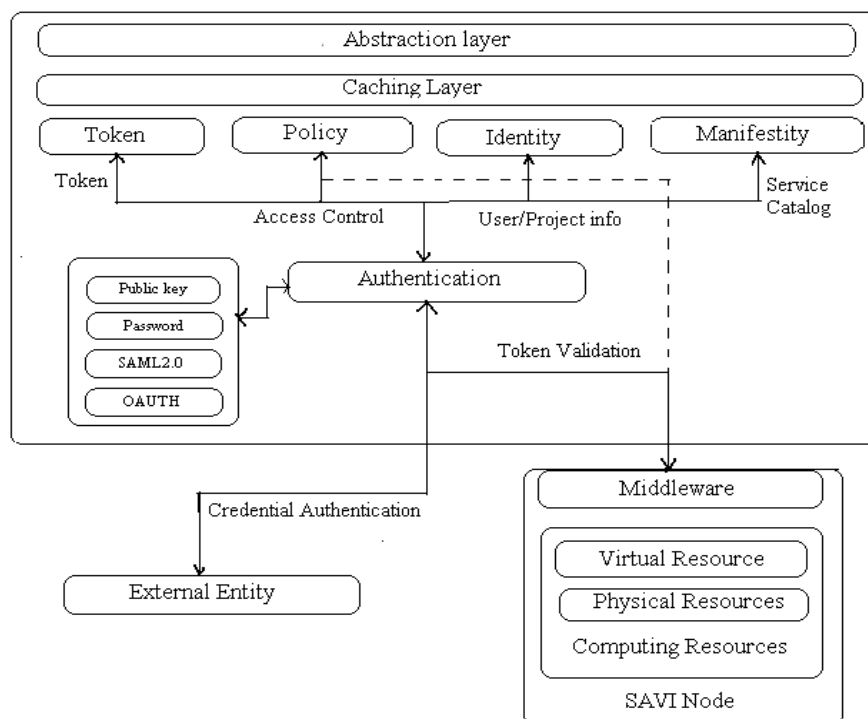 Abstraction layer
Caching Layer
Token
Policy
Identity
Manifestity
Token
Access Control
User/Project info
Service
Catalog
Authentication
Public key
Password
SAML2.0
OAUTH
Token Validation
Credential Authentication
External Entity
Middleware
Virtual Resource
Physical Resources
Computing Resources
SAVI Node